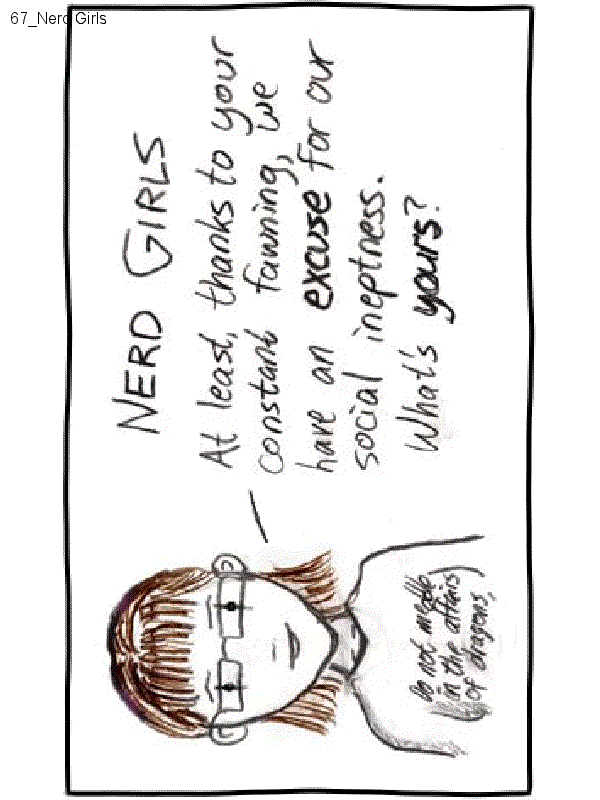 67_Nerd Girls
NERD GIRLS
At least, thanks to your
constant fawning, we
have an excuse for our
social ineptness.
What's yours?
Do not meddle
in the affairs
of dragons,